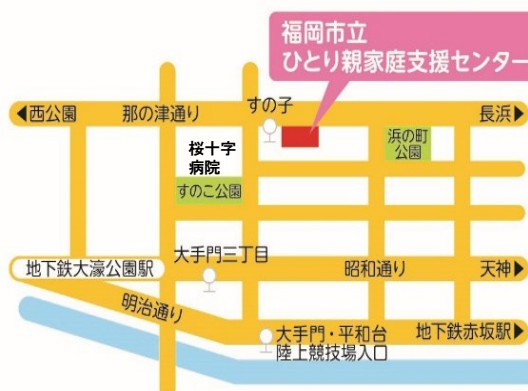 福岡市立
ひとり親家庭支援センター
◀西公園
那の津通り
すの子
長浜▶
桜十字
病院
浜の町
公園
すのこ公園
大手門三丁目
地下鉄大濠公園駅
昭和通り
天神▶
明治通り
大手門・平和台
陸上競技場入口
地下鉄赤坂駅▶